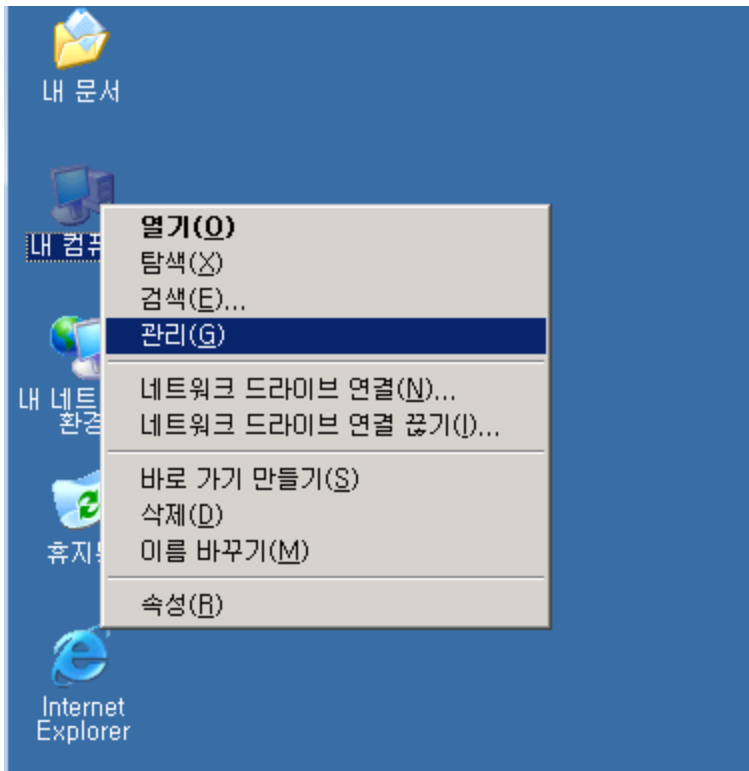 내 문서
내 컴퓨
열기(O)
탐색(X)
검색(E)...
관리(G)
네트워크 드라이브 연결(N)...
네트워크 드라이브 연결 끊기(I)...
바로 가기 만들기(S)
삭제(D)
이름 바꾸기(M)
속성(R)
내 네트
환경
휴지
Internet
Explorer